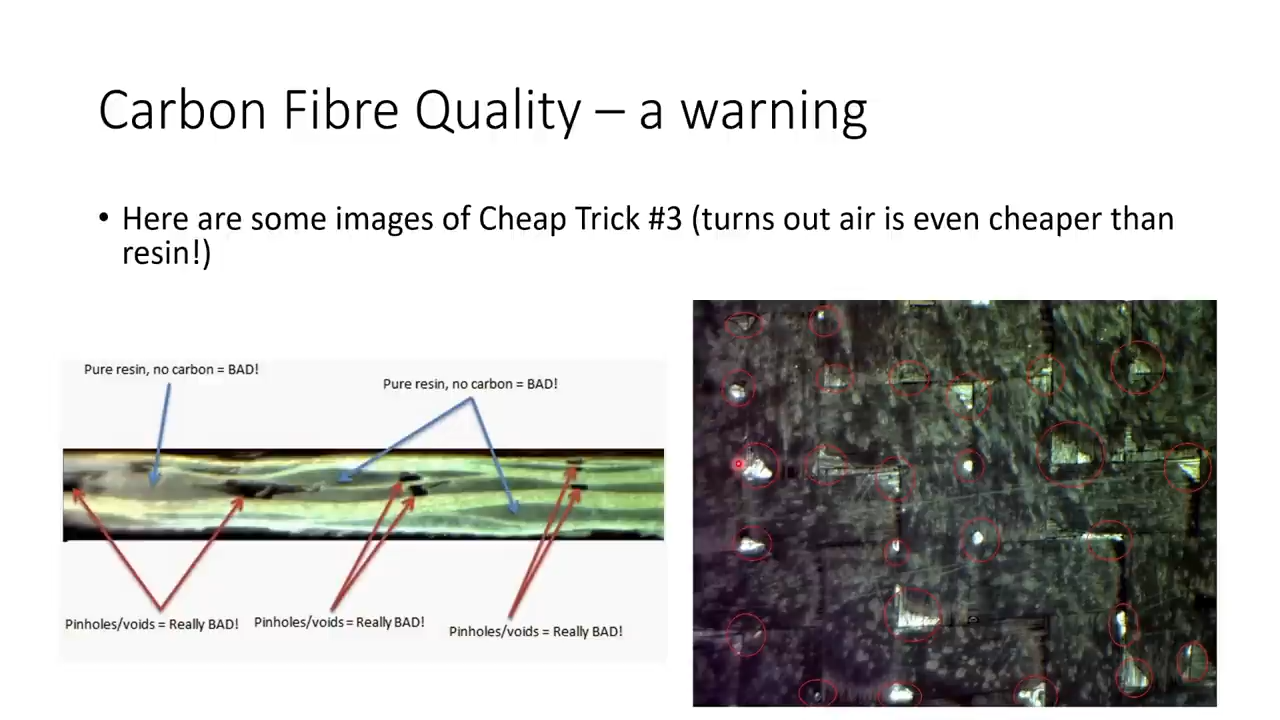 Carbon Fibre Quality – a warning
• Here are some images of Cheap Trick #3 (turns out air is even cheaper than
resin!)
Pure resin, no carbon = BAD!
Pure resin, no carbon = BAD!
Pinholes/voids = Really BAD!
Pinholes/voids = Really BAD!
Pinholes/voids = Really BAD!